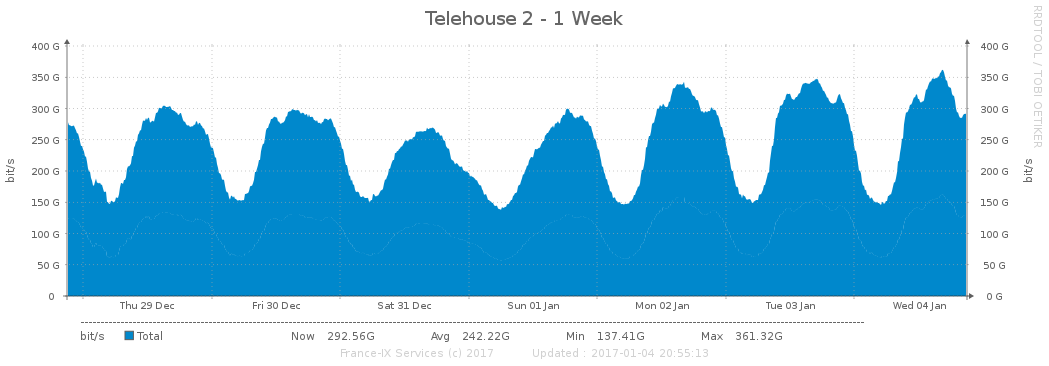 Telehouse 2 - 1 Week
RRDTOOL / TOBI OETIKER
400 G 400 G
350 G 350 G
300 G 300 G
250 G 250 G
200 G 200 G
150 G 150 G
100 G 100 G
50 G 50 G
0 0 G
bit/s
bit/s
Thu 29 Dec Fri 30 Dec Sat 31 Dec Sun 01 Jan Mon 02 Jan Tue 03 Jan Wed 04 Jan
bit/s Total Now 292.56G Avg 242.22G Min 137.41G Max 361.32G
France-IX Services (c) 2017 Updated : 2017-01-04 20:55:13